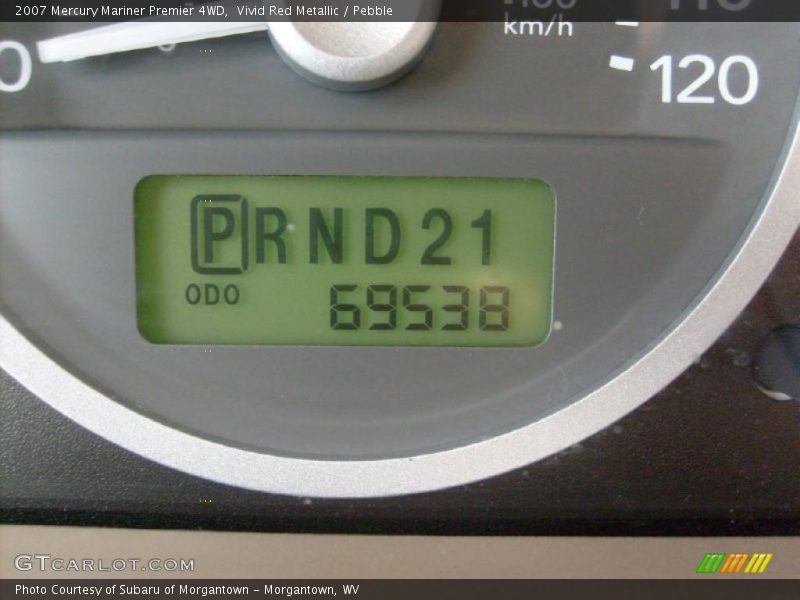 2007 Mercury Mariner Premier 4WD, Vivid Red Metallic / Pebble
km/h
120
0
PRND21
ODO 69538
GTCARLOT.COM
Photo Courtesy of Subaru of Morgantown - Morgantown, WV